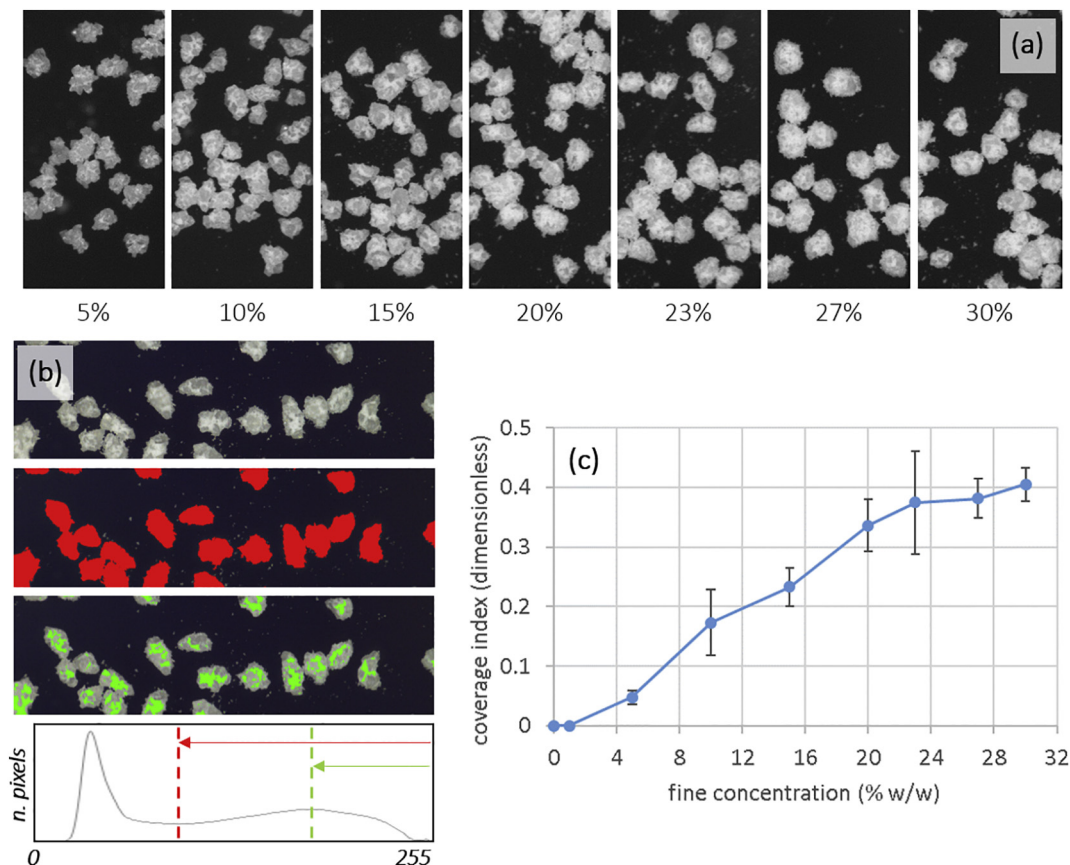 (a)
5% 10% 15% 20% 23% 27% 30%
(b)
n. pixels
0 255
(c)
coverage index (dimensionless)
0.5
0.4
0.3
0.2
0.1
0
0 4 8 12 16 20 24 28 32
fine concentration (% w/w)